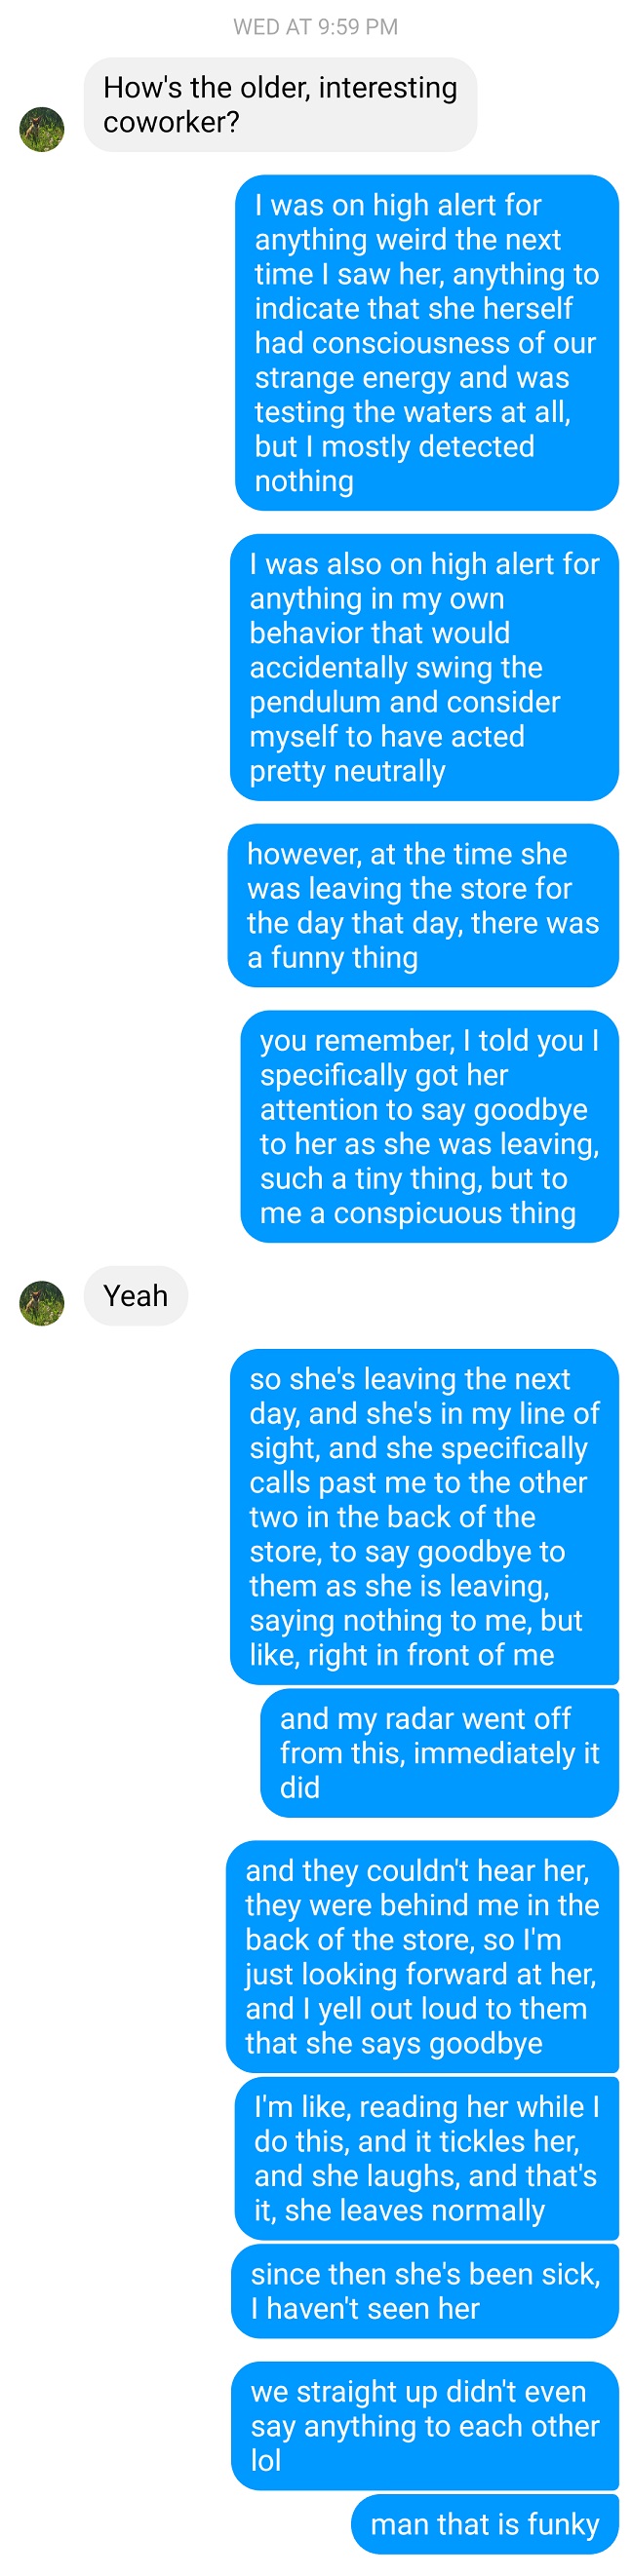 WED AT 9:59 PM
How's the older, interesting
coworker?
I was on high alert for
anything weird the next
time I saw her, anything to
indicate that she herself
had consciousness of our
strange energy and was
testing the waters at all,
but I mostly detected
nothing
I was also on high alert for
anything in my own
behavior that would
accidentally swing the
pendulum and consider
myself to have acted
pretty neutrally
however, at the time she
was leaving the store for
the day that day, there was
a funny thing
you remember, I told you I
specifically got her
attention to say goodbye
to her as she was leaving,
such a tiny thing, but to
me a conspicuous thing
Yeah
so she's leaving the next
day, and she's in my line of
sight, and she specifically
calls past me to the other
two in the back of the
store, to say goodbye to
them as she is leaving,
saying nothing to me, but
like, right in front of me
and my radar went off
from this, immediately it
did
and they couldn't hear her,
they were behind me in the
back of the store, so I'm
just looking forward at her,
and I yell out loud to them
that she says goodbye
I'm like, reading her while I
do this, and it tickles her,
and she laughs, and that's
it, she leaves normally
since then she's been sick,
I haven't seen her
we straight up didn't even
say anything to each other
lol
man that is funky